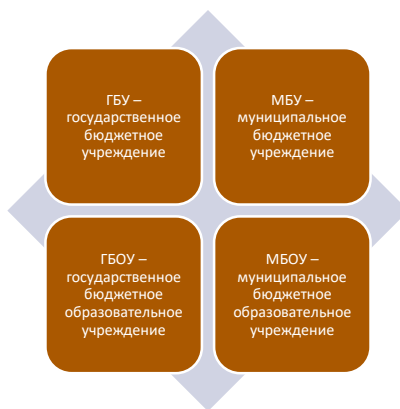 ГБУ –
государственное
бюджетное
учреждение
МБУ –
муниципальное
бюджетное
учреждение
ГБОУ –
государственное
бюджетное
образовательное
учреждение
МБОУ –
муниципальное
бюджетное
образовательное
учреждение